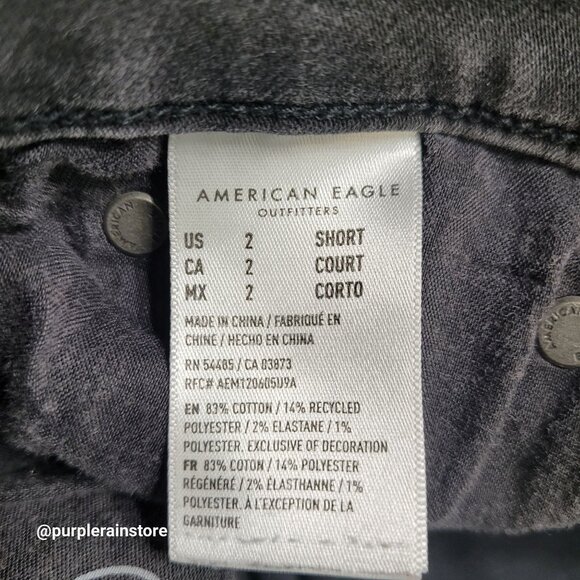 AMERICAN EAGLE
OUTFITTERS
US 2 SHORT
CA 2 COURT
MX 2 CORTO
MADE IN CHINA / FABRIQUÉ EN
CHINE / HECHO EN CHINA
RN 54485 / CA 03873
RFC# AEM120605U9A
EN 83% COTTON / 14% RECYCLED
POLYESTER / 2% ELASTANE / 1%
POLYESTER. EXCLUSIVE OF DECORATION
FR 83% COTON / 14% POLYESTER
RÉGÉNÉRÉ / 2% ÉLASTHANNE / 1%
POLYESTER. À L'EXCEPTION DE LA
GARNITURE
AMERICAN
AMERICAN
@purplerainstore